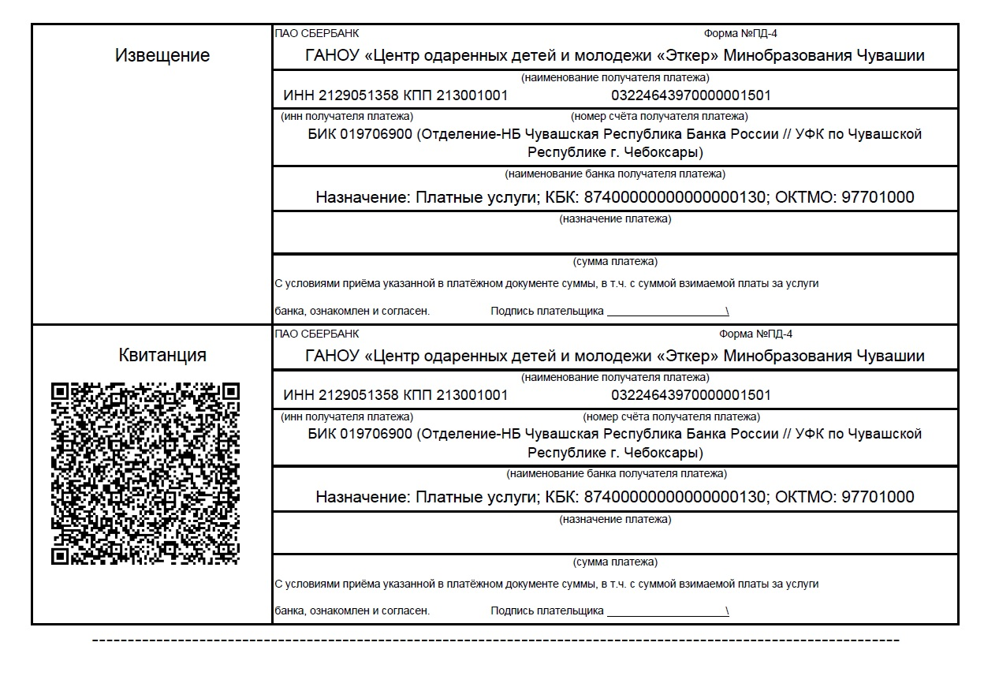 Извещение
ПАО СБЕРБАНК Форма №ПД-4
ГАНОУ «Центр одаренных детей и молодежи «Эткер» Минобразования Чувашии
(наименование получателя платежа)
ИНН 2129051358 КПП 213001001 03224643970000001501
(инн получателя платежа) (номер счёта получателя платежа)
БИК 019706900 (Отделение-НБ Чувашская Республика Банка России // УФК по Чувашской
Республике г. Чебоксары)
(наименование банка получателя платежа)
Назначение: Платные услуги; КБК: 87400000000000000130; ОКТМО: 97701000
(назначение платежа)
(сумма платежа)
С условиями приёма указанной в платёжном документе суммы, в т.ч. с суммой взимаемой платы за услуги
банка, ознакомлен и согласен. Подпись плательщика ____________________\
Квитанция
ПАО СБЕРБАНК Форма №ПД-4
ГАНОУ «Центр одаренных детей и молодежи «Эткер» Минобразования Чувашии
(наименование получателя платежа)
ИНН 2129051358 КПП 213001001 03224643970000001501
(инн получателя платежа) (номер счёта получателя платежа)
БИК 019706900 (Отделение-НБ Чувашская Республика Банка России // УФК по Чувашской
Республике г. Чебоксары)
(наименование банка получателя платежа)
Назначение: Платные услуги; КБК: 87400000000000000130; ОКТМО: 97701000
(назначение платежа)
(сумма платежа)
С условиями приёма указанной в платёжном документе суммы, в т.ч. с суммой взимаемой платы за услуги
банка, ознакомлен и согласен. Подпись плательщика ____________________\